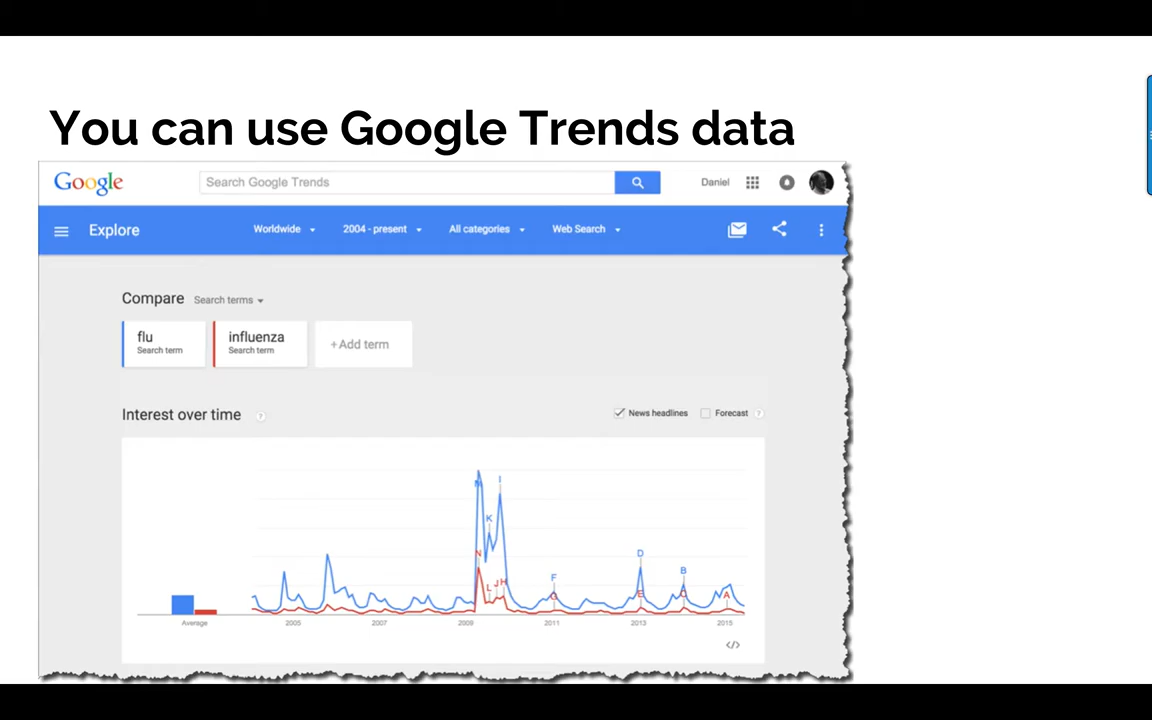 You can use Google Trends data
Google Search Google Trends Daniel
Explore Worldwide 2004 - present All categories Web Search
Compare Search terms
flu influenza +Add term
Search term Search term
Interest over time ? News headlines Forecast ?
M I
K
N
L J H
D
F B
G E C A
Average 2005 2007 2009 2011 2013 2015
</>